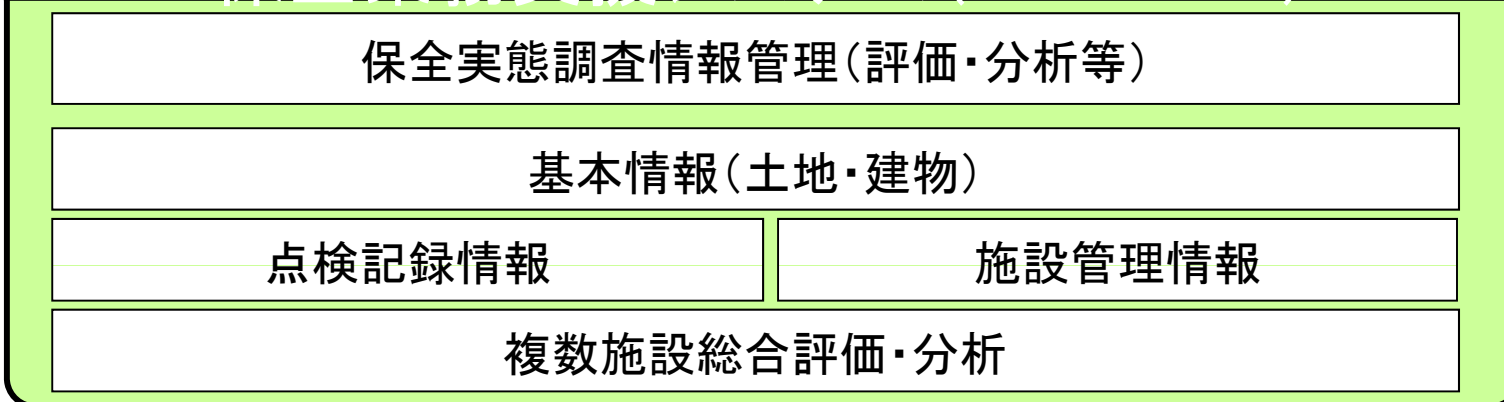 保全実態調査情報管理(評価・分析等)
基本情報(土地・建物)
点検記録情報
施設管理情報
複数施設総合評価・分析